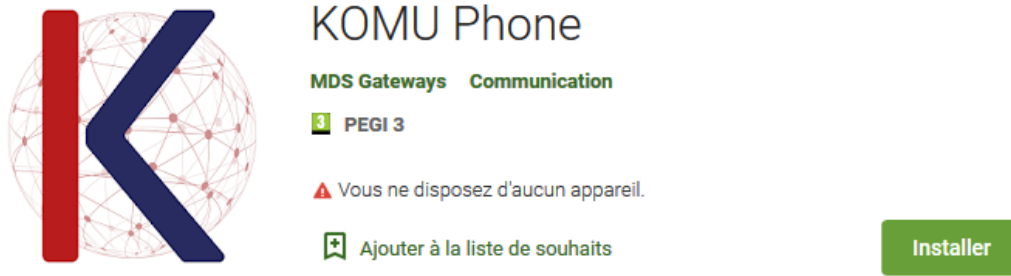 KOMU Phone
MDS Gateways Communication
3 PEGI 3
Vous ne disposez d'aucun appareil.
Ajouter à la liste de souhaits
Installer